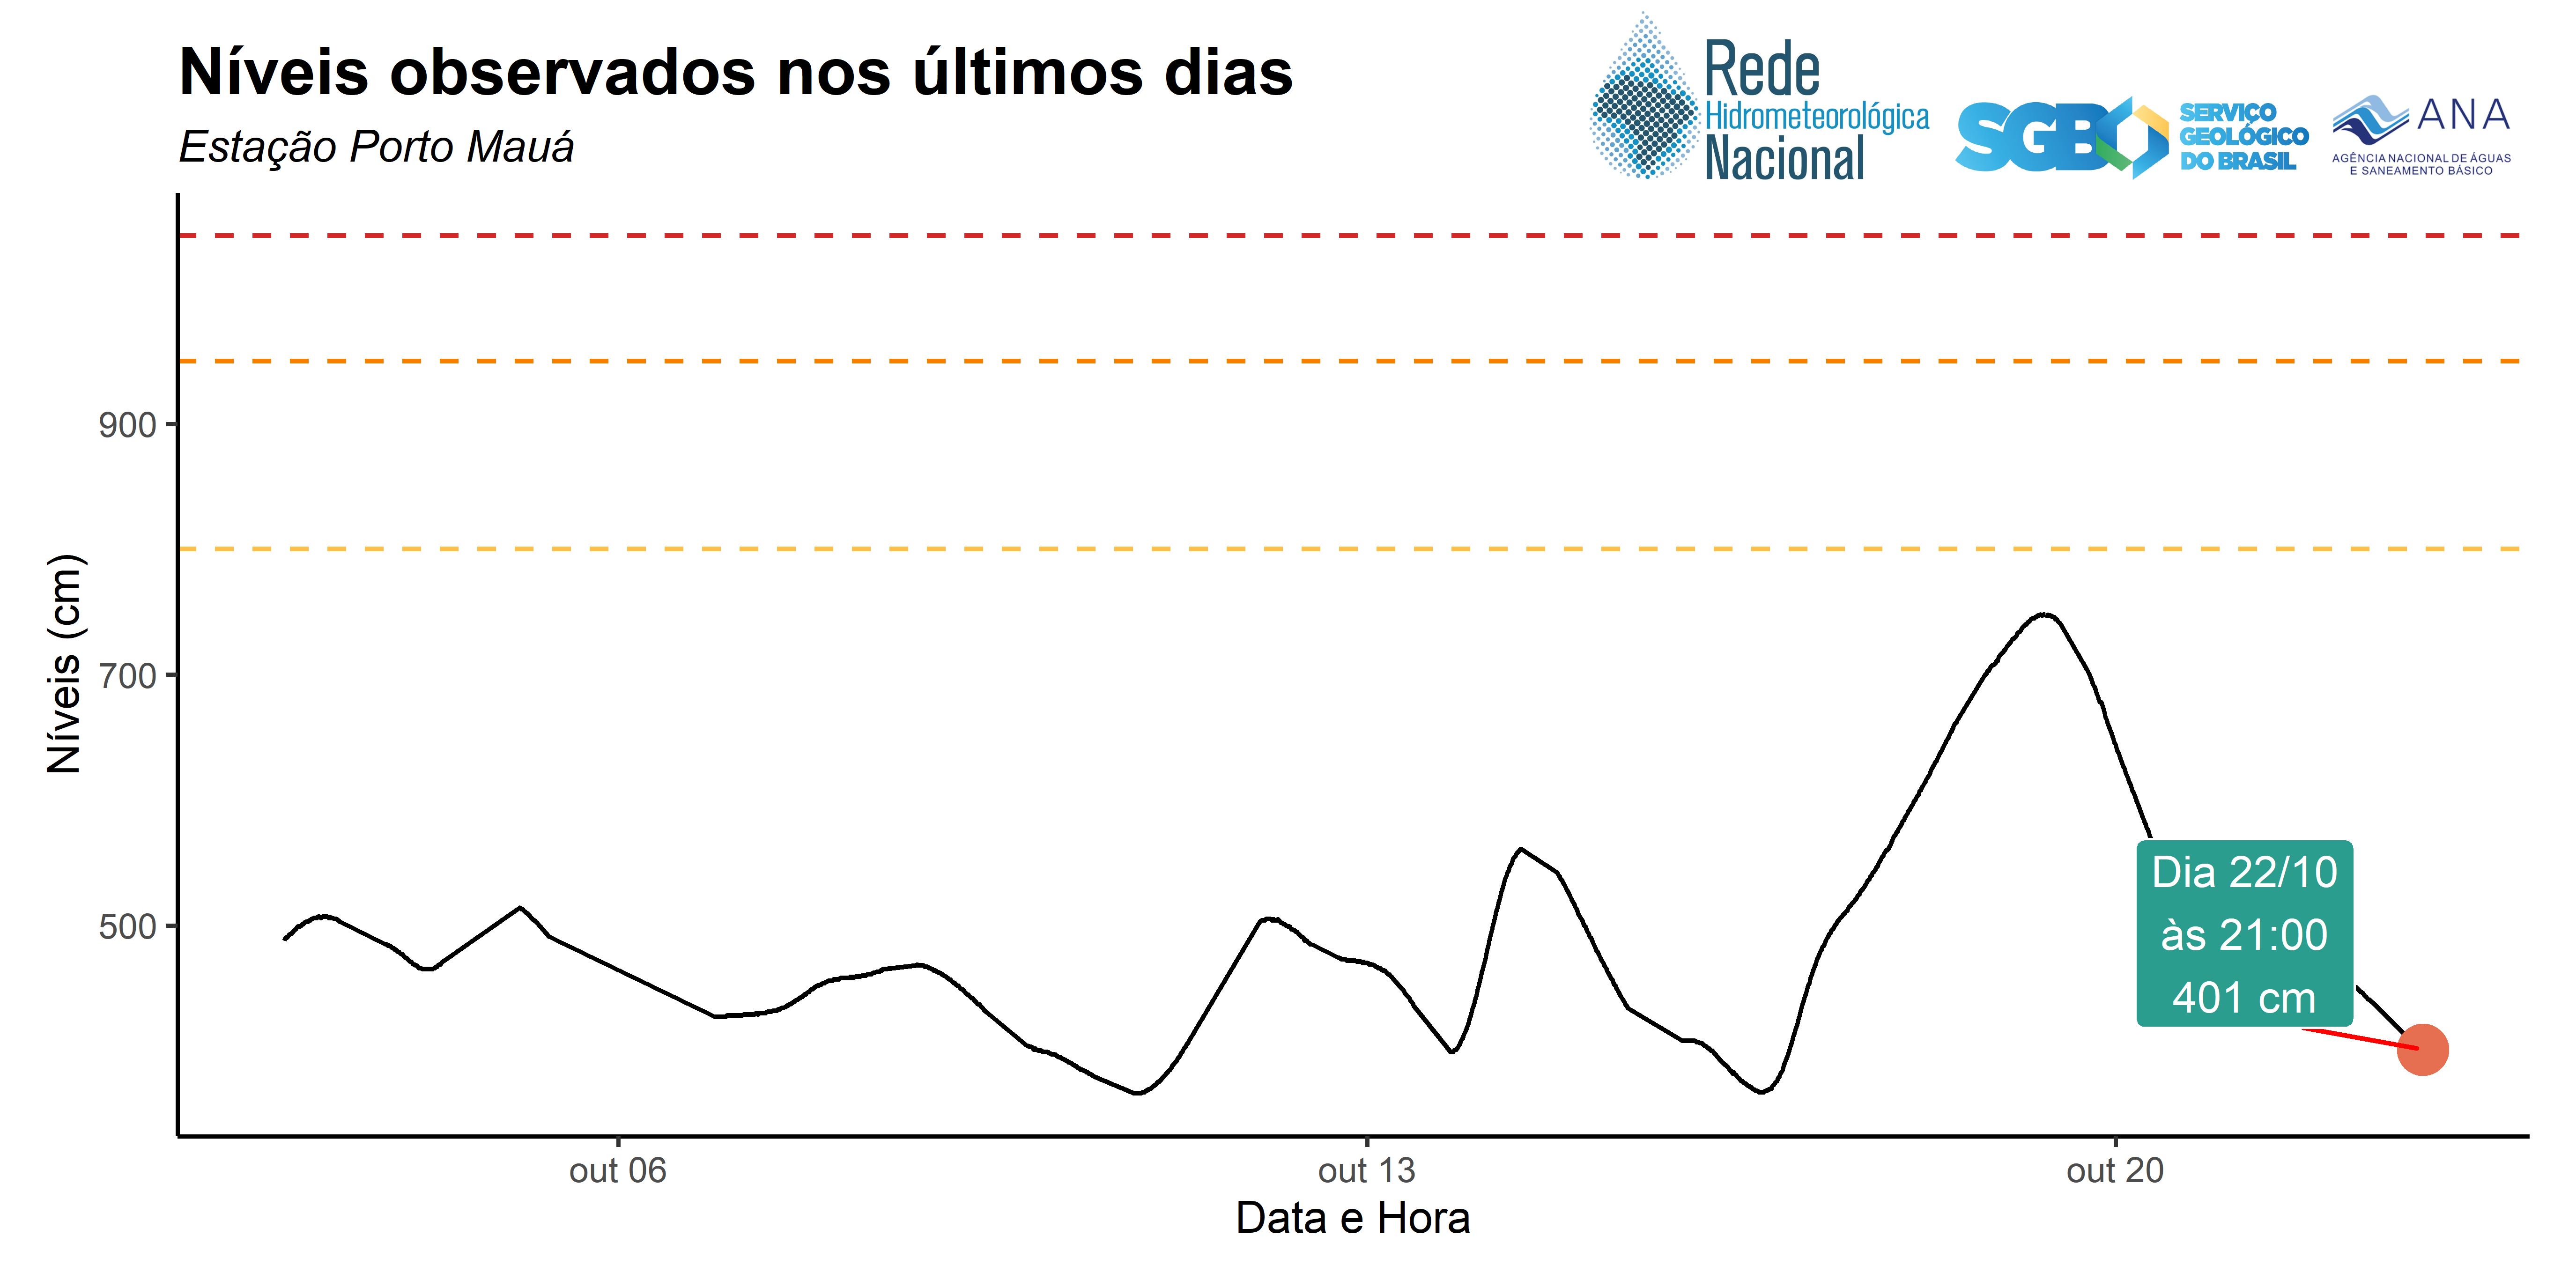 Níveis observados nos últimos dias
Estação Porto Mauá
Rede
Hidrometeorológica
Nacional
SGB
SERVIÇO
GEOLÓGICO
DO BRASIL
ANA
AGÊNCIA NACIONAL DE ÁGUAS
E SANEAMENTO BÁSICO
Níveis (cm)
900
700
500
Dia 22/10
às 21:00
401 cm
out 06
out 13
out 20
Data e Hora